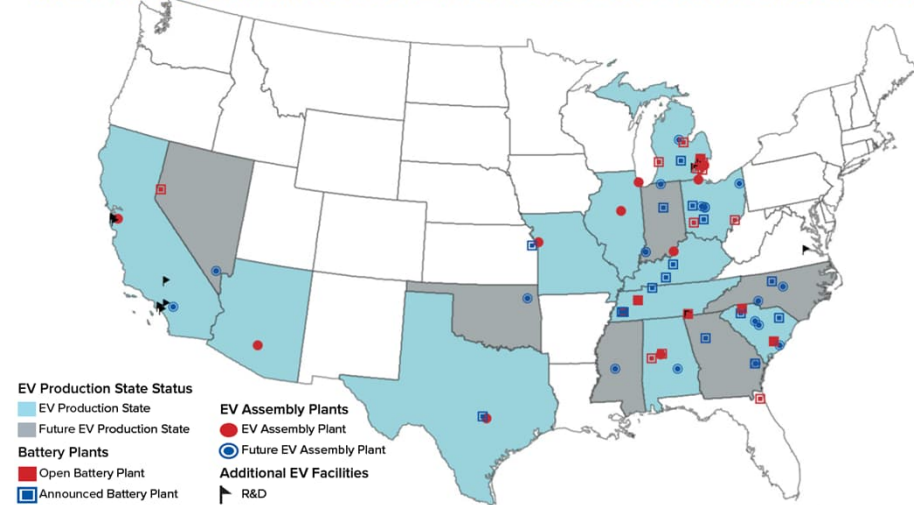 EV Production State Status
EV Production State
Future EV Production State
Battery Plants
Open Battery Plant
Announced Battery Plant
EV Assembly Plants
EV Assembly Plant
Future EV Assembly Plant
Additional EV Facilities
R&D